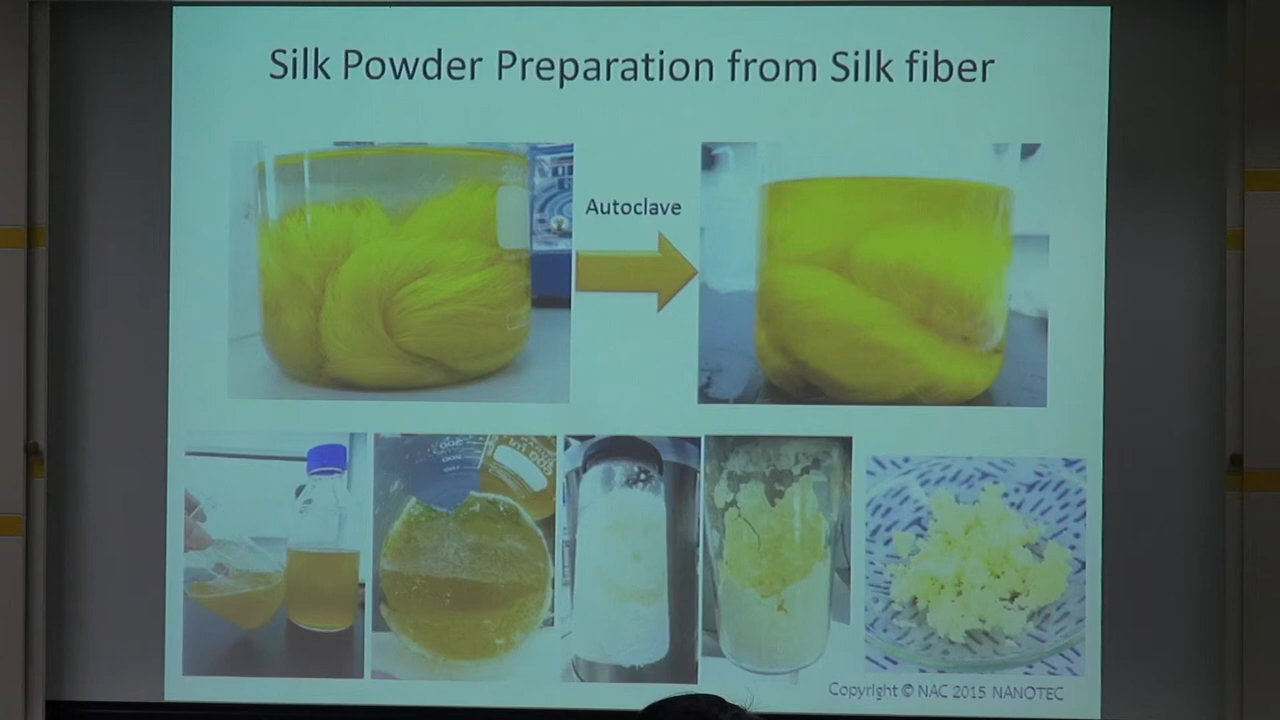 Silk Powder Preparation from Silk fiber
Autoclave
Copyright © NAC 2015 NANOTEC